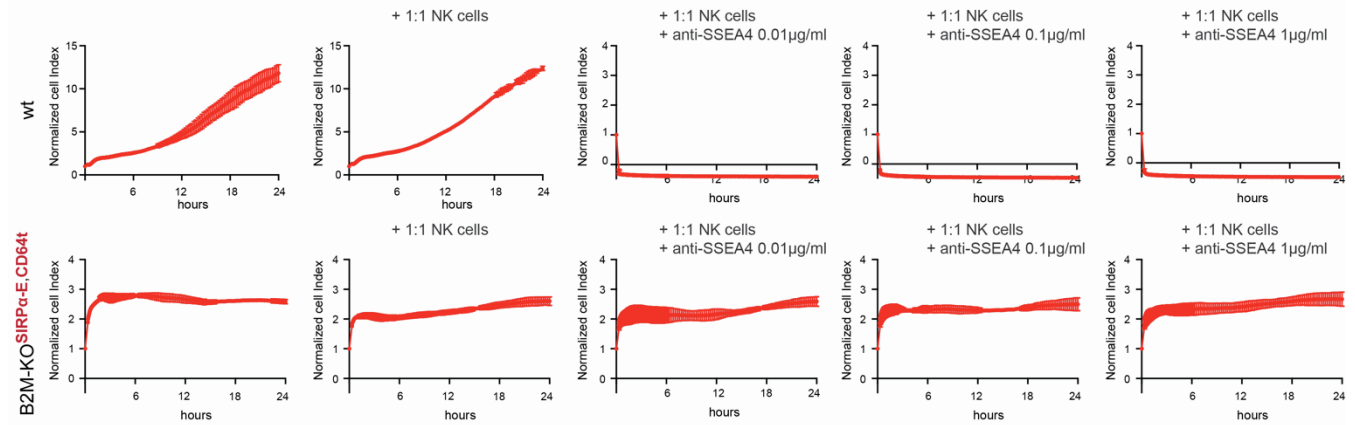 + 1:1 NK cells
+ 1:1 NK cells
+ anti-SSEA4 0.01µg/ml
+ 1:1 NK cells
+ anti-SSEA4 0.1µg/ml
+ 1:1 NK cells
+ anti-SSEA4 1µg/ml
wt
Normalized cell Index
15
10
5
0
6
12
18
24
hours
Normalized cell Index
15
10
5
0
6
12
18
24
hours
Normalized cell Index
4
3
2
1
0
6
12
18
24
hours
Normalized cell Index
4
3
2
1
0
6
12
18
24
hours
Normalized cell Index
4
3
2
1
0
6
12
18
24
hours
+ 1:1 NK cells
+ 1:1 NK cells
+ anti-SSEA4 0.01µg/ml
+ 1:1 NK cells
+ anti-SSEA4 0.1µg/ml
+ 1:1 NK cells
+ anti-SSEA4 1µg/ml
B2M-KO SIRPα-E,CD64t
Normalized cell Index
4
3
2
1
0
6
12
18
24
hours
Normalized cell Index
4
3
2
1
0
6
12
18
24
hours
Normalized cell Index
4
3
2
1
0
6
12
18
24
hours
Normalized cell Index
4
3
2
1
0
6
12
18
24
hours
Normalized cell Index
4
3
2
1
0
6
12
18
24
hours